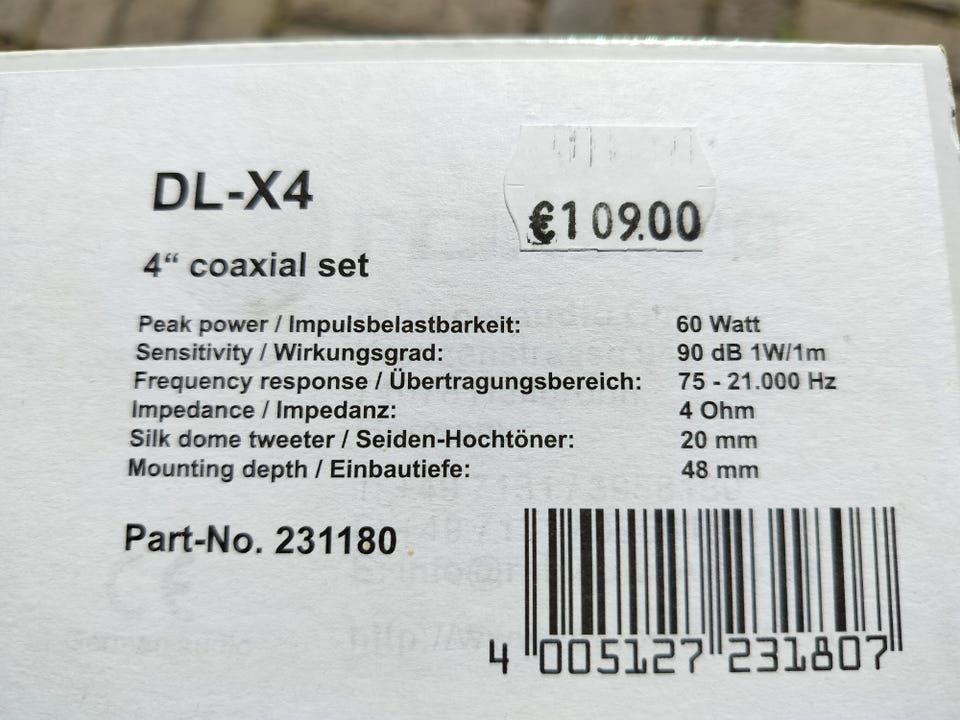 DL-X4
€109.00
4“ coaxial set
Peak power / Impulsbelastbarkeit: 60 Watt
Sensitivity / Wirkungsgrad: 90 dB 1W/1m
Frequency response / Übertragungsbereich: 75 - 21.000 Hz
Impedance / Impedanz: 4 Ohm
Silk dome tweeter / Seiden-Hochtöner: 20 mm
Mounting depth / Einbautiefe: 48 mm
Part-No. 231180
4 005127 231807